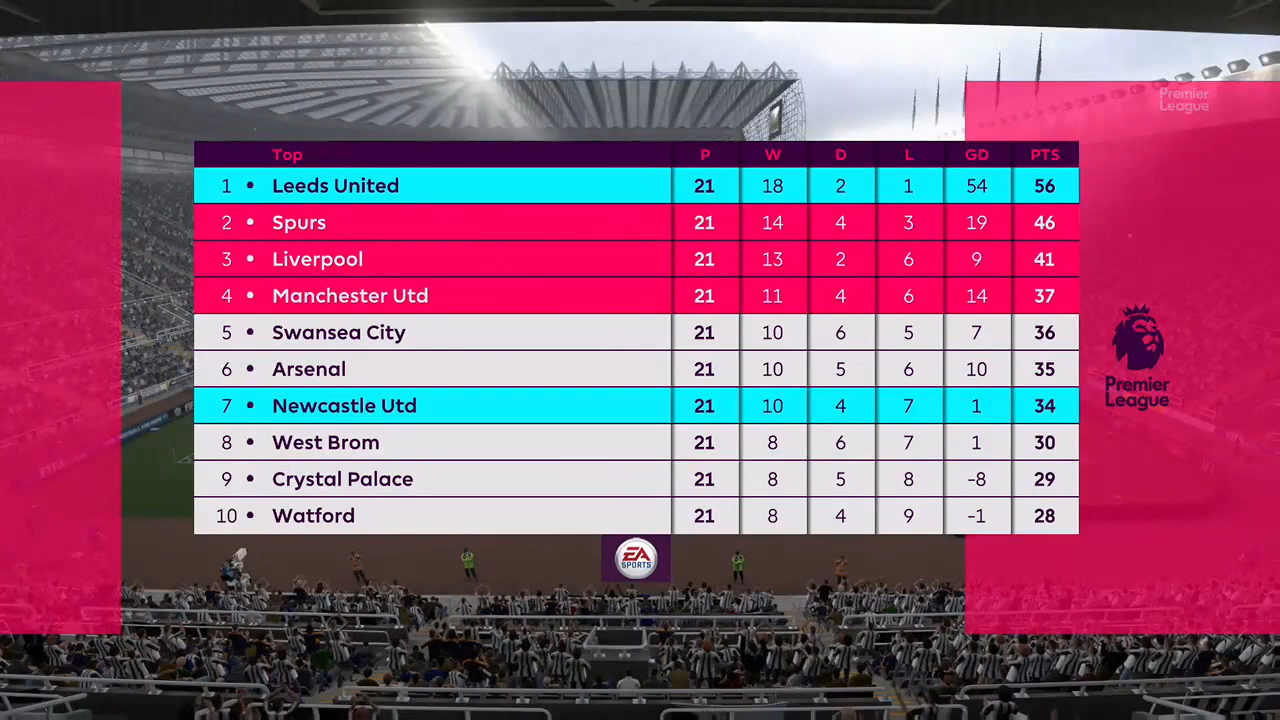 Premier
League
Top P W D L GD PTS
1 • Leeds United 21 18 2 1 54 56
2 • Spurs 21 14 4 3 19 46
3 • Liverpool 21 13 2 6 9 41
4 • Manchester Utd 21 11 4 6 14 37
5 • Swansea City 21 10 6 5 7 36
6 • Arsenal 21 10 5 6 10 35
7 • Newcastle Utd 21 10 4 7 1 34
8 • West Brom 21 8 6 7 1 30
9 • Crystal Palace 21 8 5 8 -8 29
10 • Watford 21 8 4 9 -1 28
Premier
League
EA
SPORTS